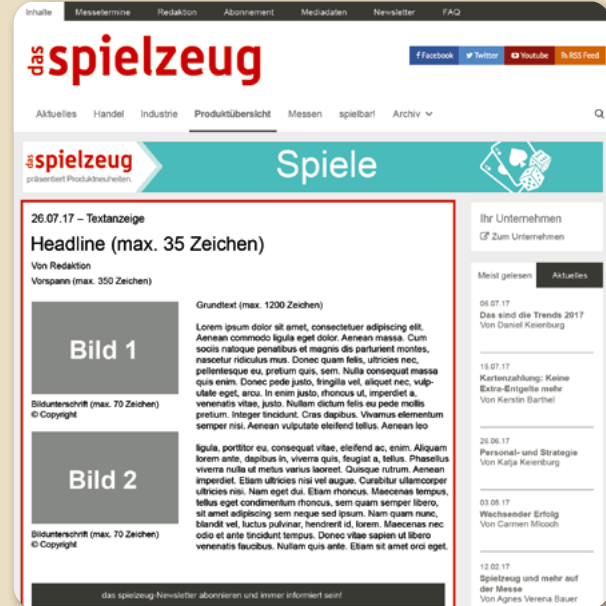 Inhalte Messetermine Redaktion Abonnement Mediadaten Newsletter FAQ
das spielzeug
Facebook Twitter Youtube RSS Feed
Aktuelles Handel Industrie Produktübersicht Messen spielbar! Archiv
das spielzeug
präsentiert Produktneuheiten.
Spiele
26.07.17 – Textanzeige
Headline (max. 35 Zeichen)
Von Redaktion
Vorspann (max. 350 Zeichen)
Bild 1
Bildunterschrift (max. 70 Zeichen)
© Copyright
Bild 2
Bildunterschrift (max. 70 Zeichen)
© Copyright
Grundtext (max. 1200 Zeichen)
Lorem ipsum dolor sit amet, consectetuer adipiscing elit.
Aenean commodo ligula eget dolor. Aenean massa. Cum
sociis natoque penatibus et magnis dis parturient montes,
nascetur ridiculus mus. Donec quam felis, ultricies nec,
pellentesque eu, pretium quis, sem. Nulla consequat massa
quis enim. Donec pede justo, fringilla vel, aliquet nec, vulp-
utate eget, arcu. In enim justo, rhoncus ut, imperdiet a,
venenatis vitae, justo. Nullam dictum felis eu pede mollis
pretium. Integer tincidunt. Cras dapibus. Vivamus elementum
semper nisi. Aenean vulputate eleifend tellus. Aenean leo
ligula, porttitor eu, consequat vitae, eleifend ac, enim. Aliquam
lorem ante, dapibus in, viverra quis, feugiat a, tellus. Phasellus
viverra nulla ut metus varius laoreet. Quisque rutrum. Aenean
imperdiet. Etiam ultricies nisi vel augue. Curabitur ullamcorper
ultricies nisi. Nam eget dui. Etiam rhoncus. Maecenas tempus,
tellus eget condimentum rhoncus, sem quam semper libero,
sit amet adipiscing sem neque sed ipsum. Nam quam nunc,
blandit vel, luctus pulvinar, hendrerit id, lorem. Maecenas nec
odio et ante tincidunt tempus. Donec vitae sapien ut libero
venenatis faucibus. Nullam quis ante. Etiam sit amet orci eget.
das spielzeug-Newsletter abonnieren und immer informiert sein!
Ihr Unternehmen
Zum Unternehmen
Meist gelesen Aktuelles
06.07.17
Das sind die Trends 2017
Von Daniel Keienburg
18.07.17
Kartenzahlung: Keine
Extra-Entgelte mehr
Von Kerstin Barthel
26.06.17
Personal- und Strategie
Von Katja Keienburg
03.05.17
Wachsender Erfolg
Von Carmen Micoch
12.02.17
Spielzeug und mehr auf
der Messe
Von Agnes Verena Bauer